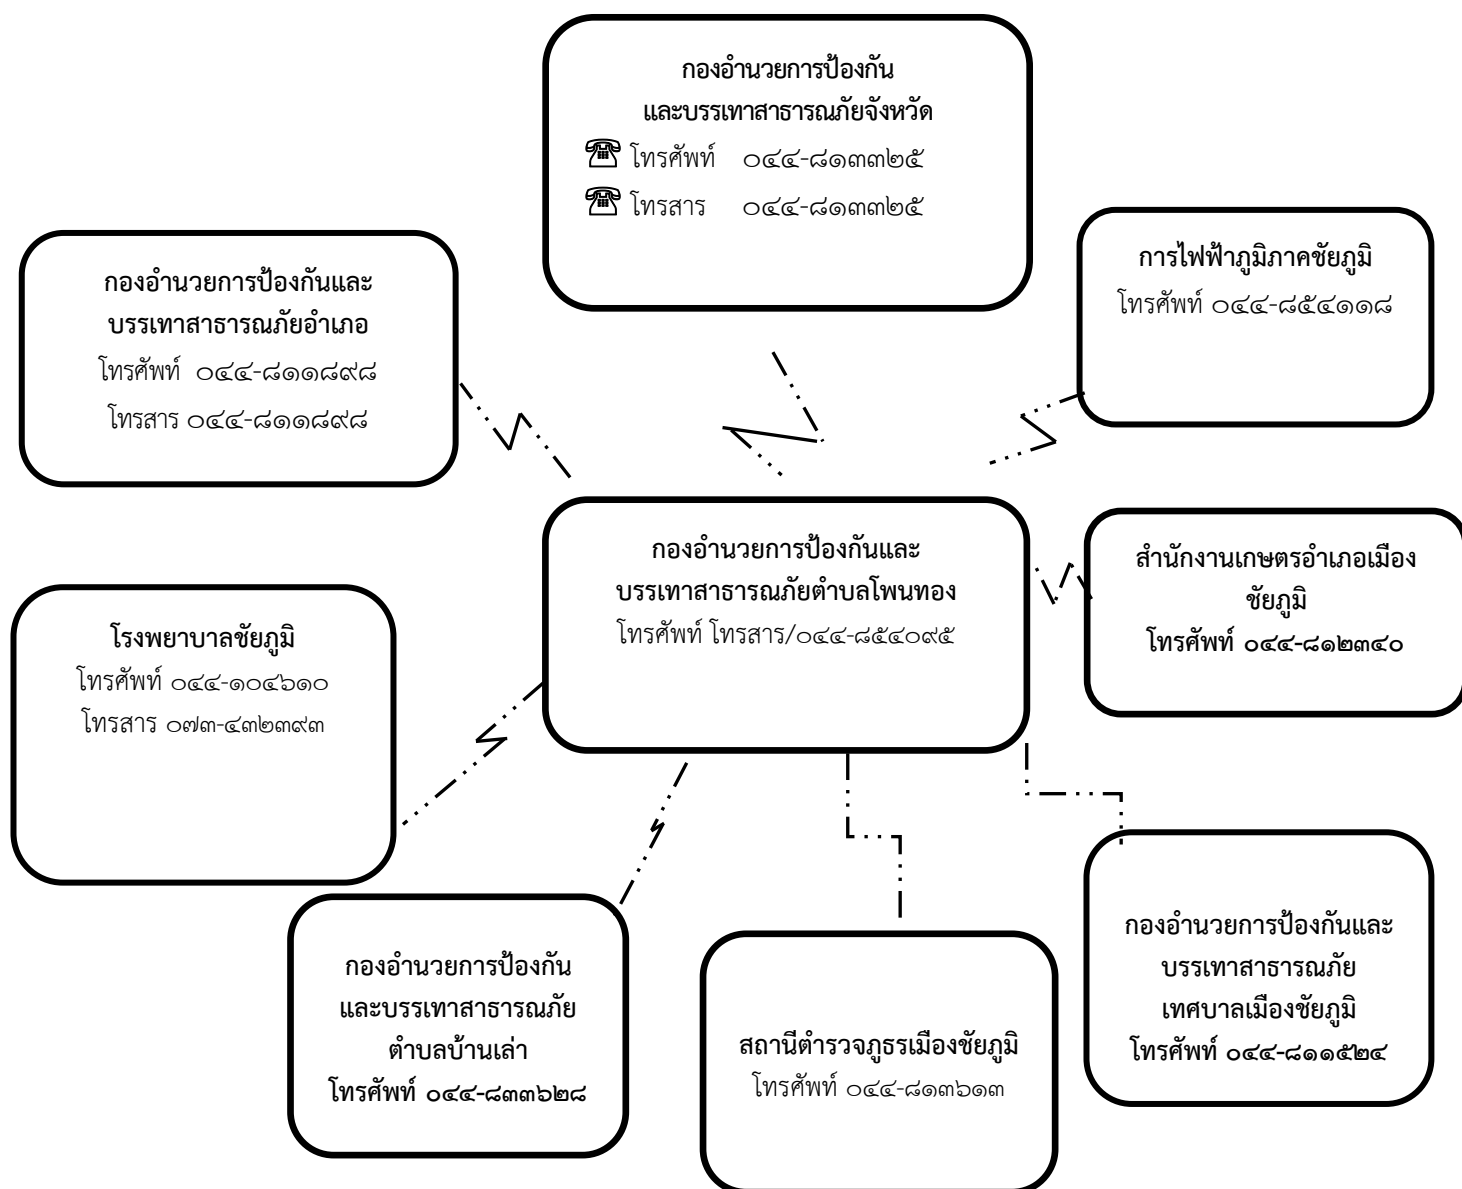 กองอำนวยการป้องกัน
และบรรเทาสาธารณภัยจังหวัด
โทรศัพท์ ๐๔๔-๘๑๓๓๒๕
โทรสาร ๐๔๔-๘๑๓๓๒๕
กองอำนวยการป้องกันและ
บรรเทาสาธารณภัยอำเภอ
โทรศัพท์ ๐๔๔-๘๑๑๘๙๘
โทรสาร ๐๔๔-๘๑๑๘๙๘
การไฟฟ้าภูมิภาคชัยภูมิ
โทรศัพท์ ๐๔๔-๘๕๔๑๑๘
กองอำนวยการป้องกันและ
บรรเทาสาธารณภัยตำบลโพนทอง
โทรศัพท์ โทรสาร/๐๔๔-๘๕๔๐๙๕
สำนักงานเกษตรอำเภอเมือง
ชัยภูมิ
โทรศัพท์ ๐๔๔-๘๑๒๓๔๐
โรงพยาบาลชัยภูมิ
โทรศัพท์ ๐๔๔-๑๐๔๖๑๐
โทรสาร ๐๗๓-๔๓๒๓๙๓
กองอำนวยการป้องกัน
และบรรเทาสาธารณภัย
ตำบลบ้านเล่า
โทรศัพท์ ๐๔๔-๘๓๓๖๒๘
สถานีตำรวจภูธรเมืองชัยภูมิ
โทรศัพท์ ๐๔๔-๘๑๓๖๑๓
กองอำนวยการป้องกันและ
บรรเทาสาธารณภัย
เทศบาลเมืองชัยภูมิ
โทรศัพท์ ๐๔๔-๘๑๑๕๒๔